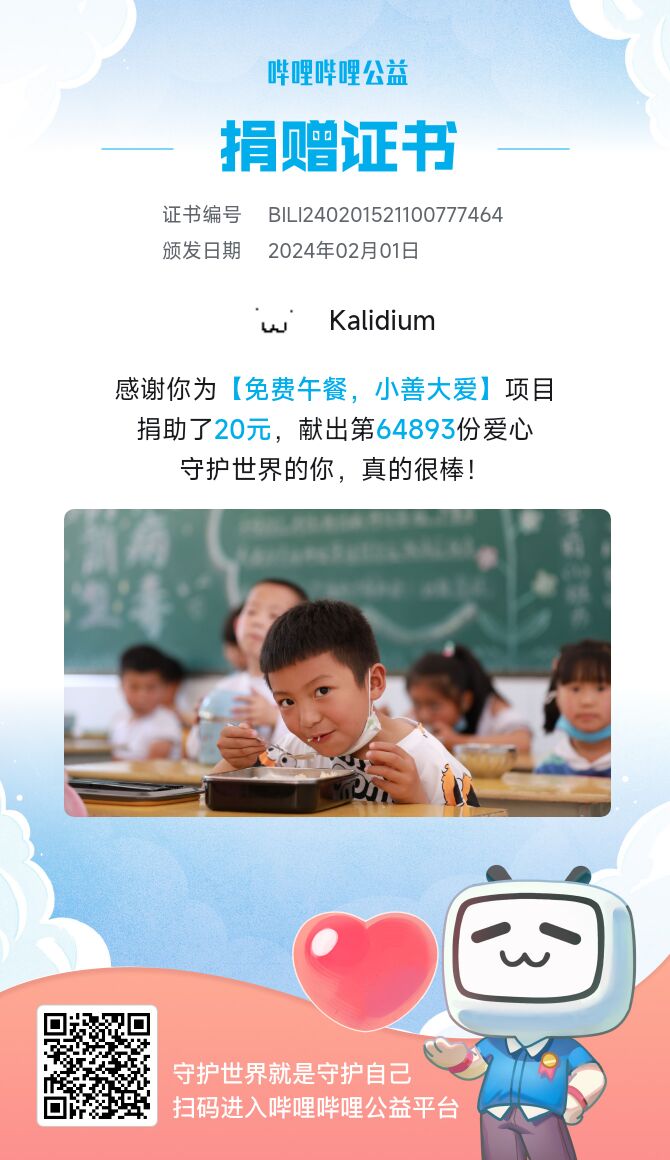 哔哩哔哩公益
捐赠证书
证书编号 BILI240201521100777464
颁发日期 2024年02月01日
Kalidium
感谢你为【免费午餐，小善大爱】项目
捐助了20元，献出第64893份爱心
守护世界的你，真的很棒！
守护世界就是守护自己
扫码进入哔哩哔哩公益平台